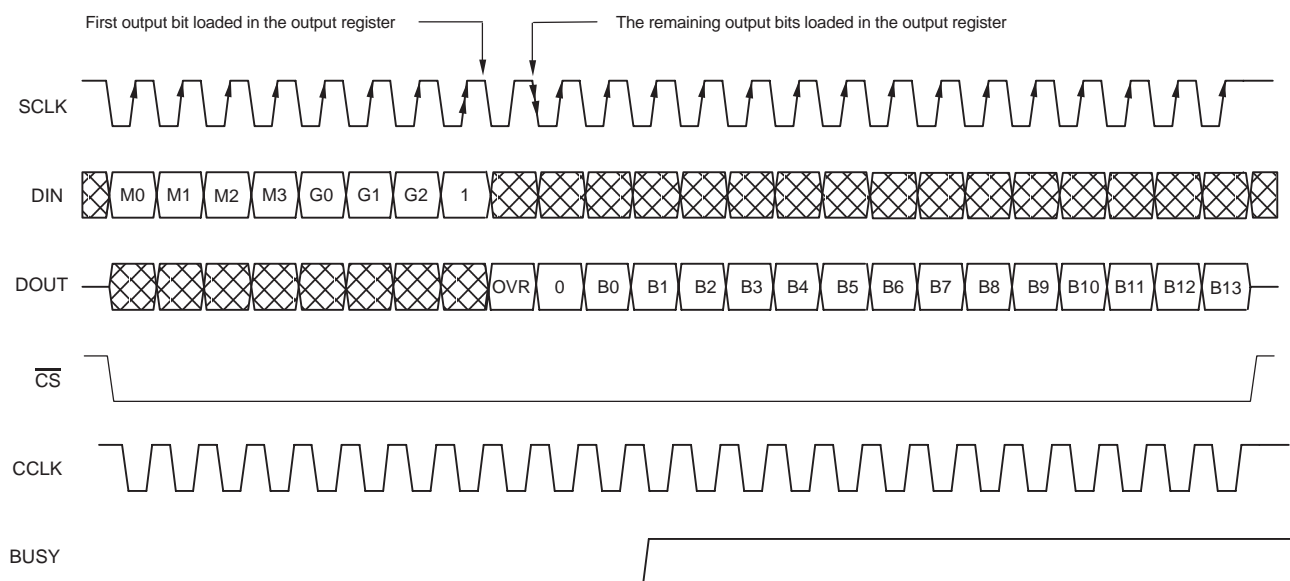 First output bit loaded in the output register
The remaining output bits loaded in the output register
SCLK
DIN M0 M1 M2 M3 G0 G1 G2 1
DOUT OVR 0 B0 B1 B2 B3 B4 B5 B6 B7 B8 B9 B10 B11 B12 B13
CS
CCLK
BUSY